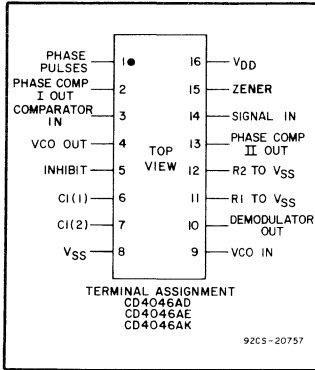 PHASE PULSES 1 16 VDD
PHASE COMP I OUT 2 15 ZENER
COMPARATOR IN 3 14 SIGNAL IN
VCO OUT 4 13 PHASE COMP II OUT
TOP VIEW
INHIBIT 5 12 R2 TO VSS
C1(1) 6 11 R1 TO VSS
C1(2) 7 10 DEMODULATOR OUT
VSS 8 9 VCO IN
TERMINAL ASSIGNMENT
CD4046AD
CD4046AE
CD4046AK
92CS-20757